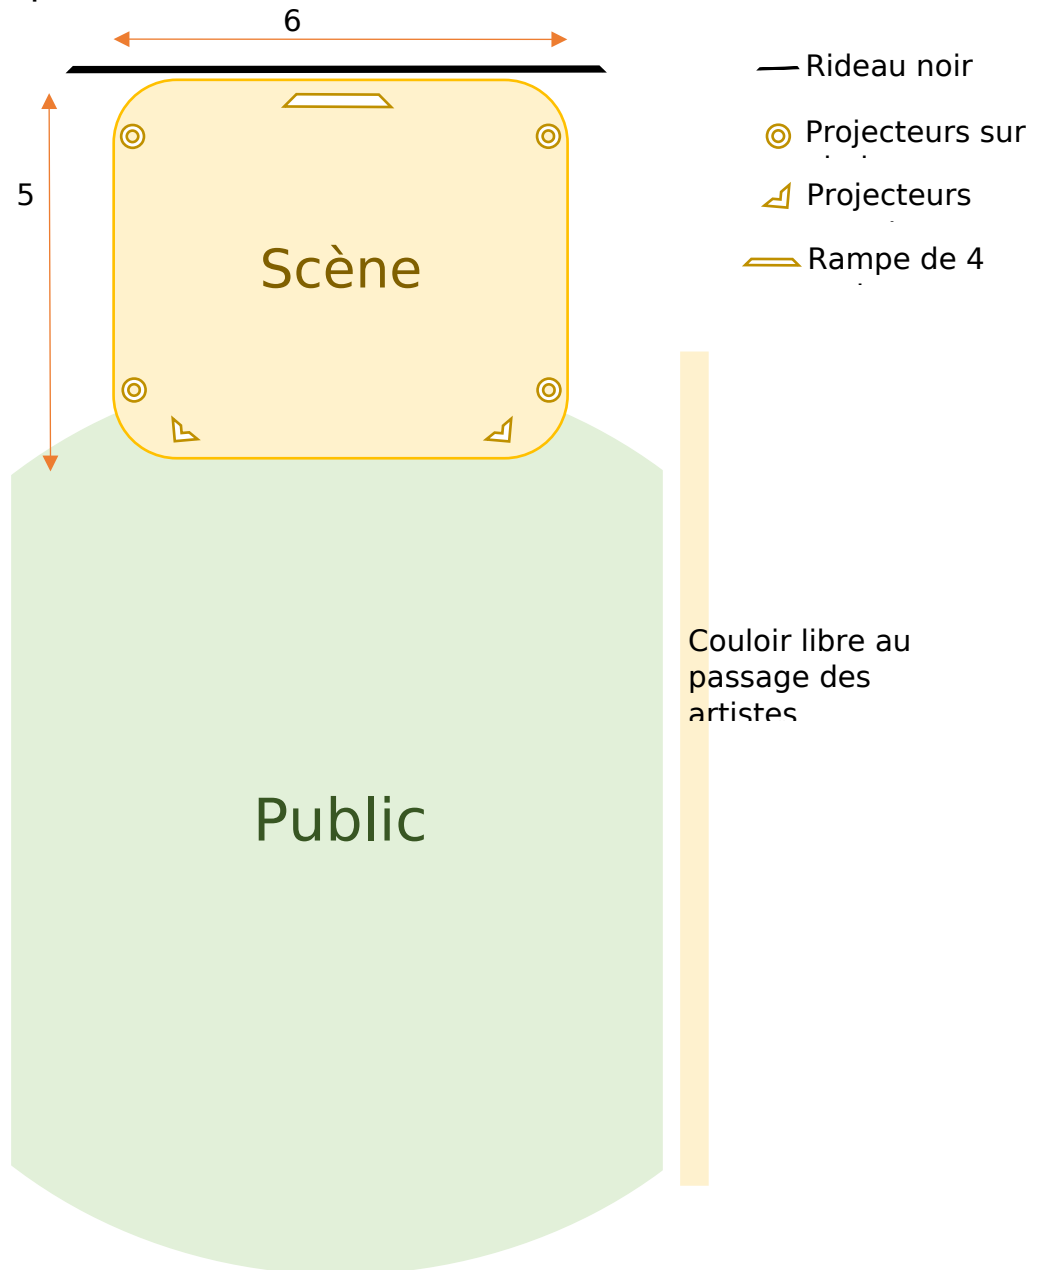 6
Rideau noir
Projecteurs sur
5
Projecteurs
Scène
Rampe de 4
Couloir libre au
passage des
artistes
Public